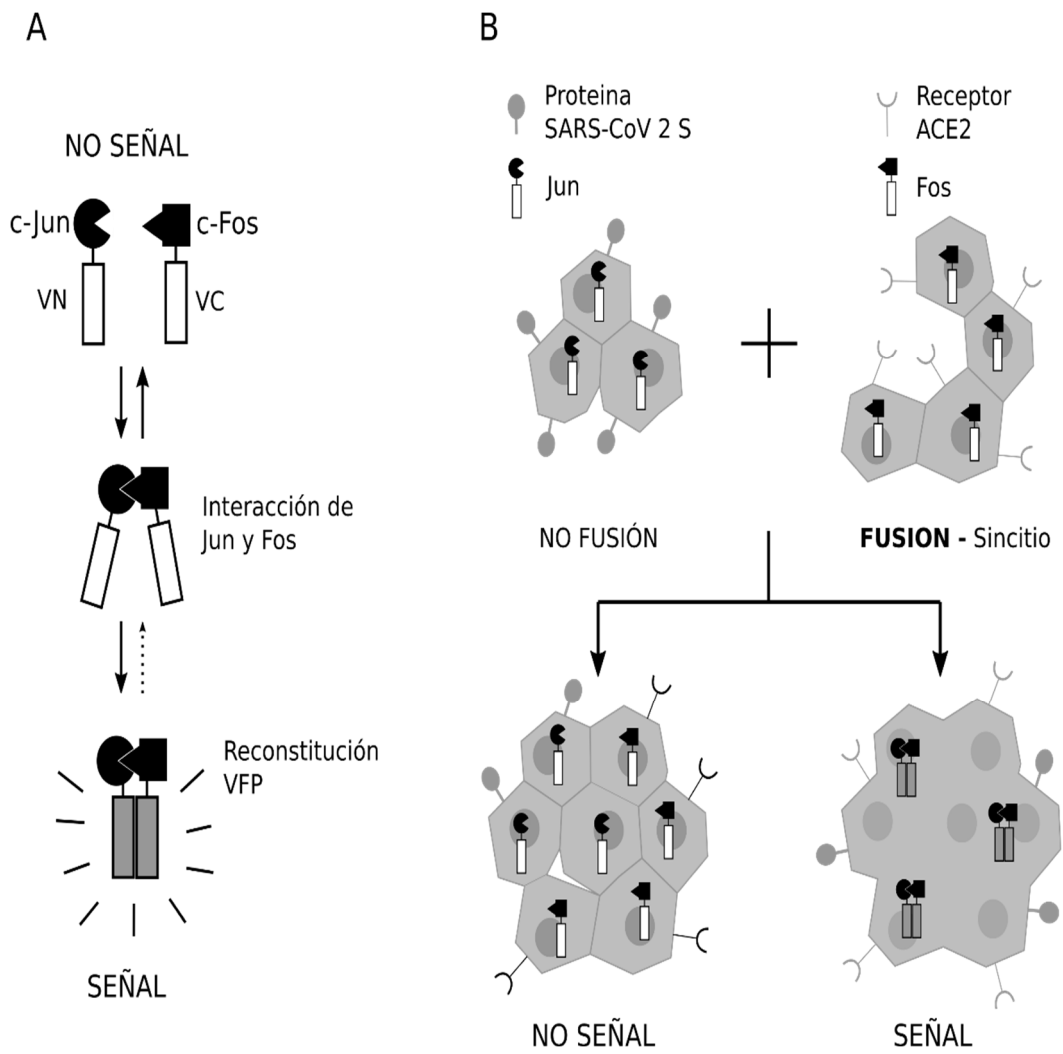 A
NO SEÑAL
c-Jun
c-Fos
VN
VC
Interacción de
Jun y Fos
Reconstitución
VFP
SEÑAL
B
Proteina
SARS-CoV 2 S
Jun
Receptor
ACE2
Fos
NO FUSIÓN
FUSION - Sincitio
NO SEÑAL
SEÑAL